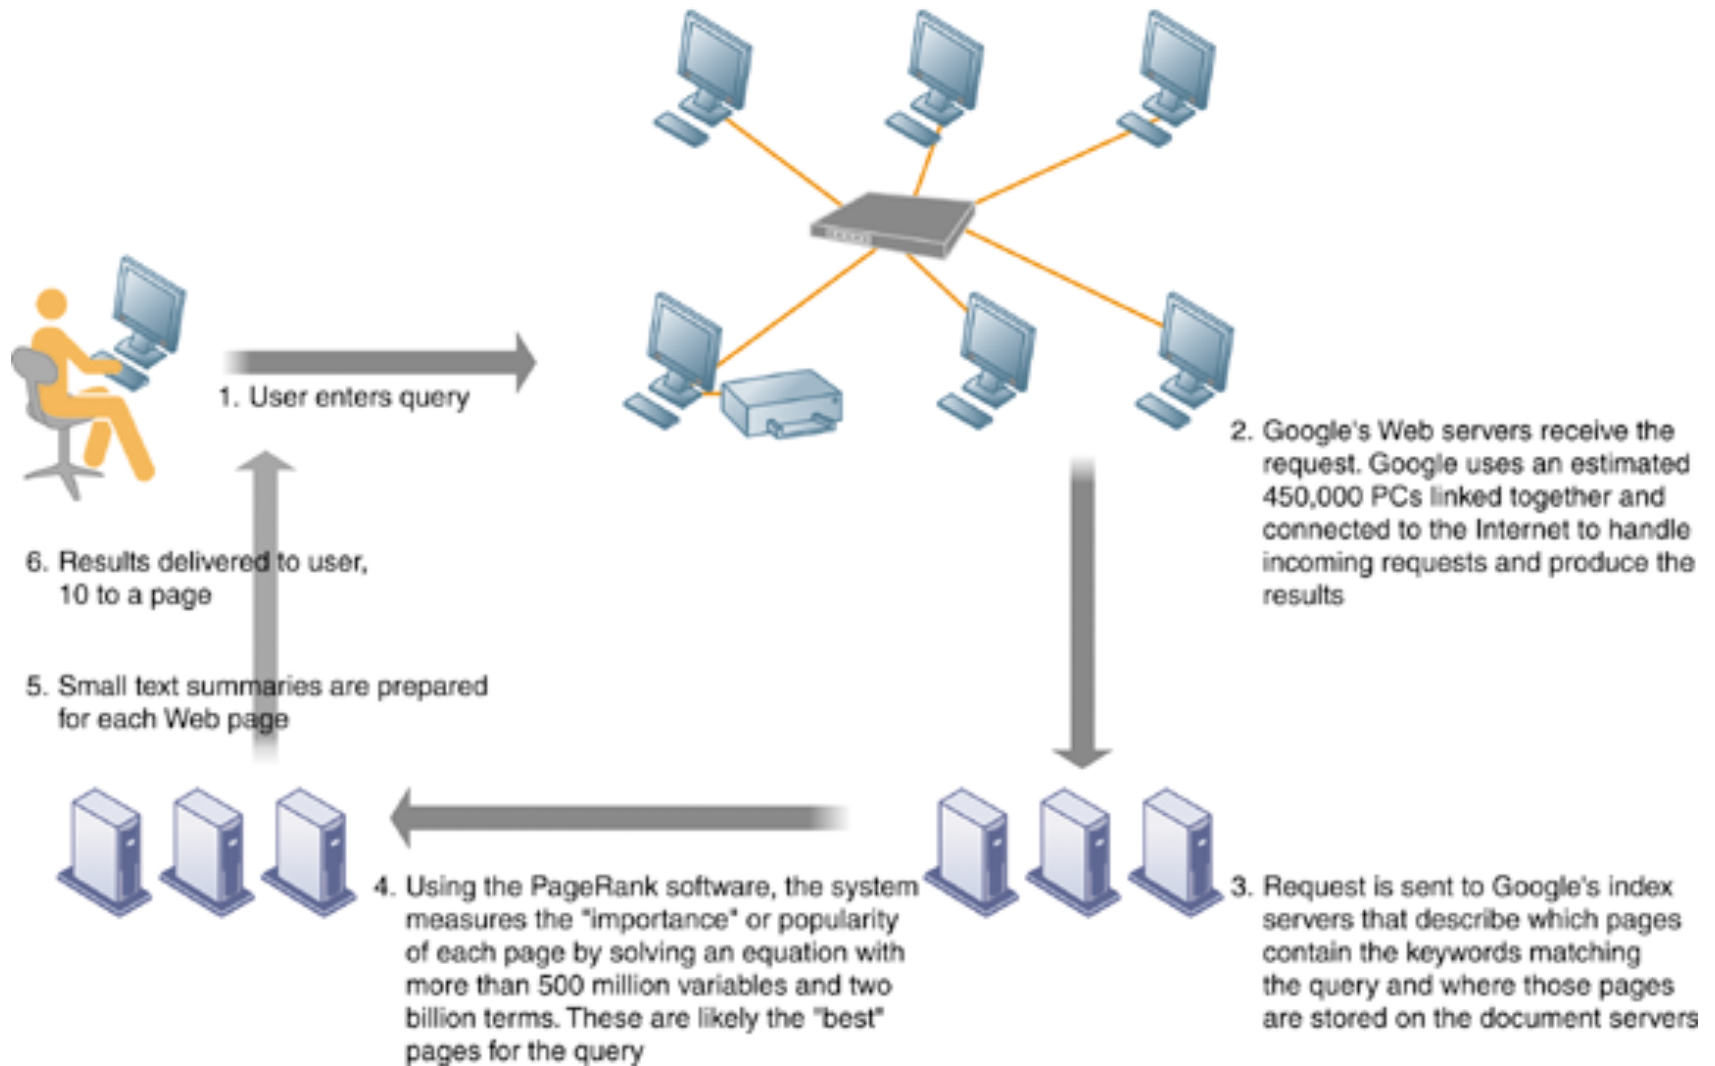 1. User enters query
2. Google's Web servers receive the
request. Google uses an estimated
450,000 PCs linked together and
connected to the Internet to handle
incoming requests and produce the
results
3. Request is sent to Google's index
servers that describe which pages
contain the keywords matching
the query and where those pages
are stored on the document servers
4. Using the PageRank software, the system
measures the "importance" or popularity
of each page by solving an equation with
more than 500 million variables and two
billion terms. These are likely the "best"
pages for the query
5. Small text summaries are prepared
for each Web page
6. Results delivered to user,
10 to a page